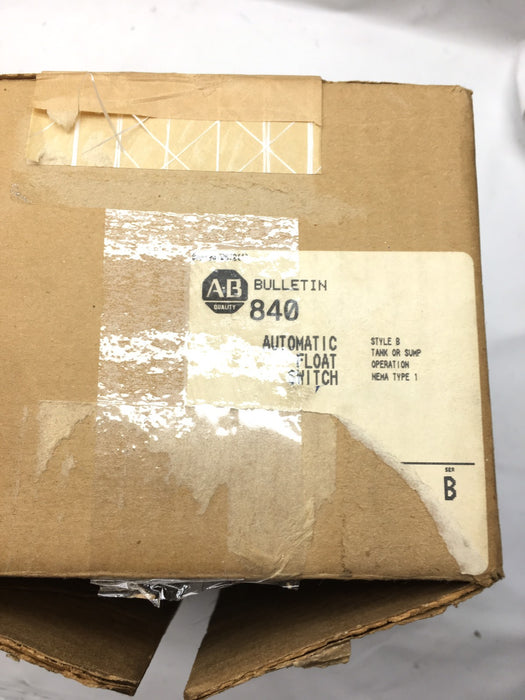 A-B
QUALITY
BULLETIN
840
AUTOMATIC
FLOAT
SWITCH
STYLE B
TANK OR SUMP
OPERATION
NEMA TYPE 1
SER
B